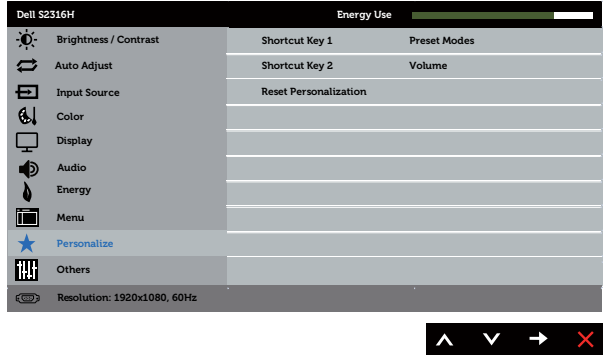 Dell S2316H Energy Use
Brightness / Contrast Shortcut Key 1 Preset Modes
Auto Adjust Shortcut Key 2 Volume
Input Source Reset Personalization
Color
Display
Audio
Energy
Menu
Personalize
Others
Resolution: 1920x1080, 60Hz